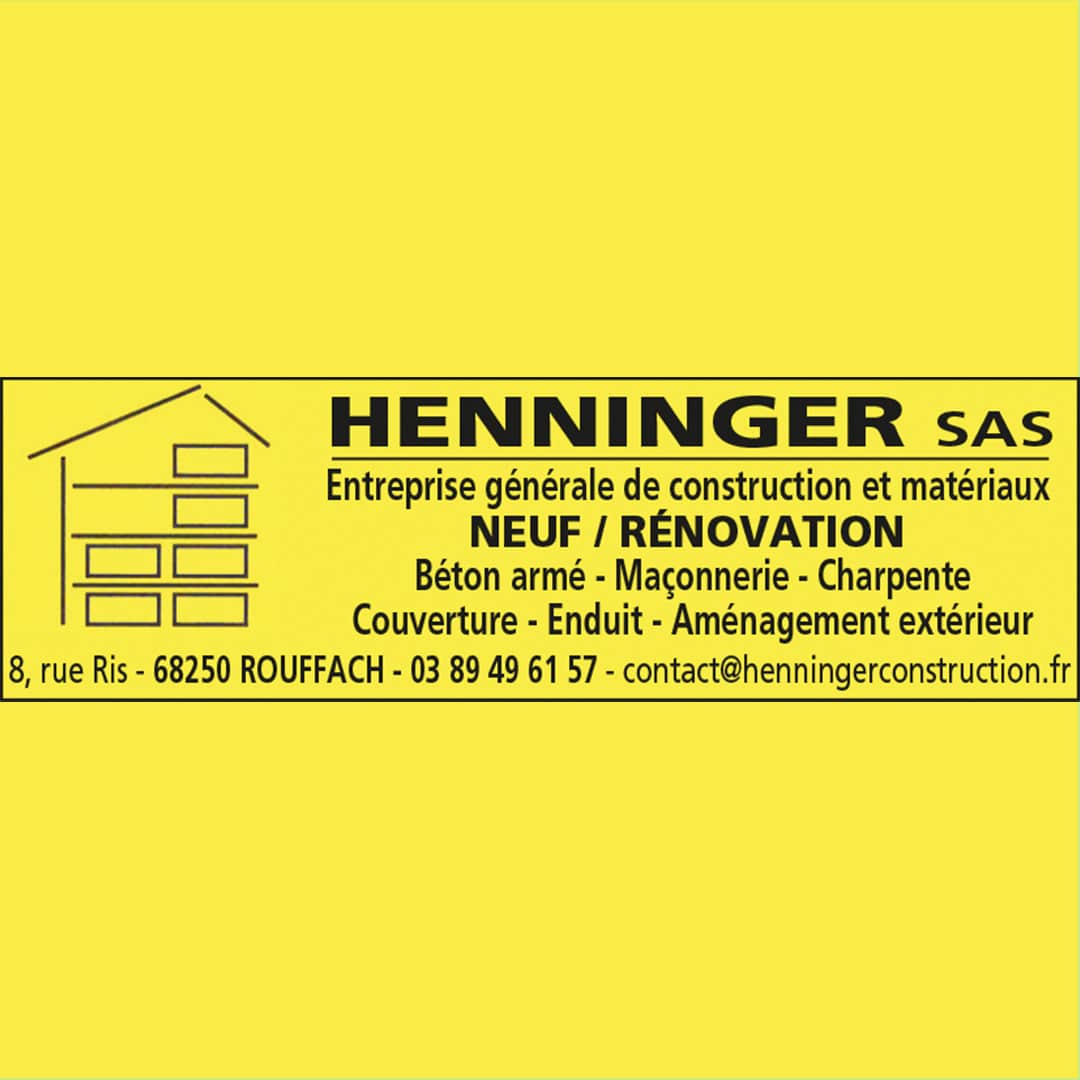 HENNINGER SAS
Entreprise générale de construction et matériaux
NEUF / RÉNOVATION
Béton armé - Maçonnerie - Charpente
Couverture - Enduit - Aménagement extérieur
8, rue Ris - 68250 ROUFFACH - 03 89 49 61 57 - contact@henningerconstruction.fr